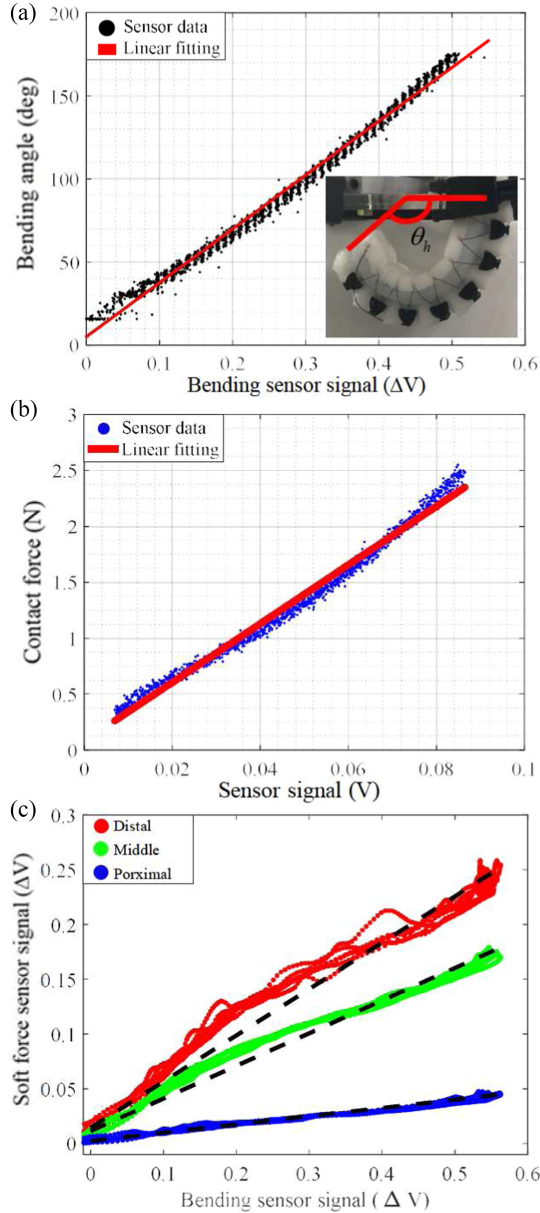 (a)
Sensor data
Linear fitting
200
150
100
50
0
Bending angle (deg)
θh
0 0.1 0.2 0.3 0.4 0.5 0.6
Bending sensor signal (ΔV)
(b)
Sensor data
Linear fitting
3
2.5
2
1.5
1
0.5
0
Contact force (N)
0 0.02 0.04 0.06 0.08 0.1
Sensor signal (V)
(c)
Distal
Middle
Porximal
0.3
0.25
0.2
0.15
0.1
0.05
0
Soft force sensor signal (ΔV)
0 0.1 0.2 0.3 0.4 0.5 0.6
Bending sensor signal ( Δ V)